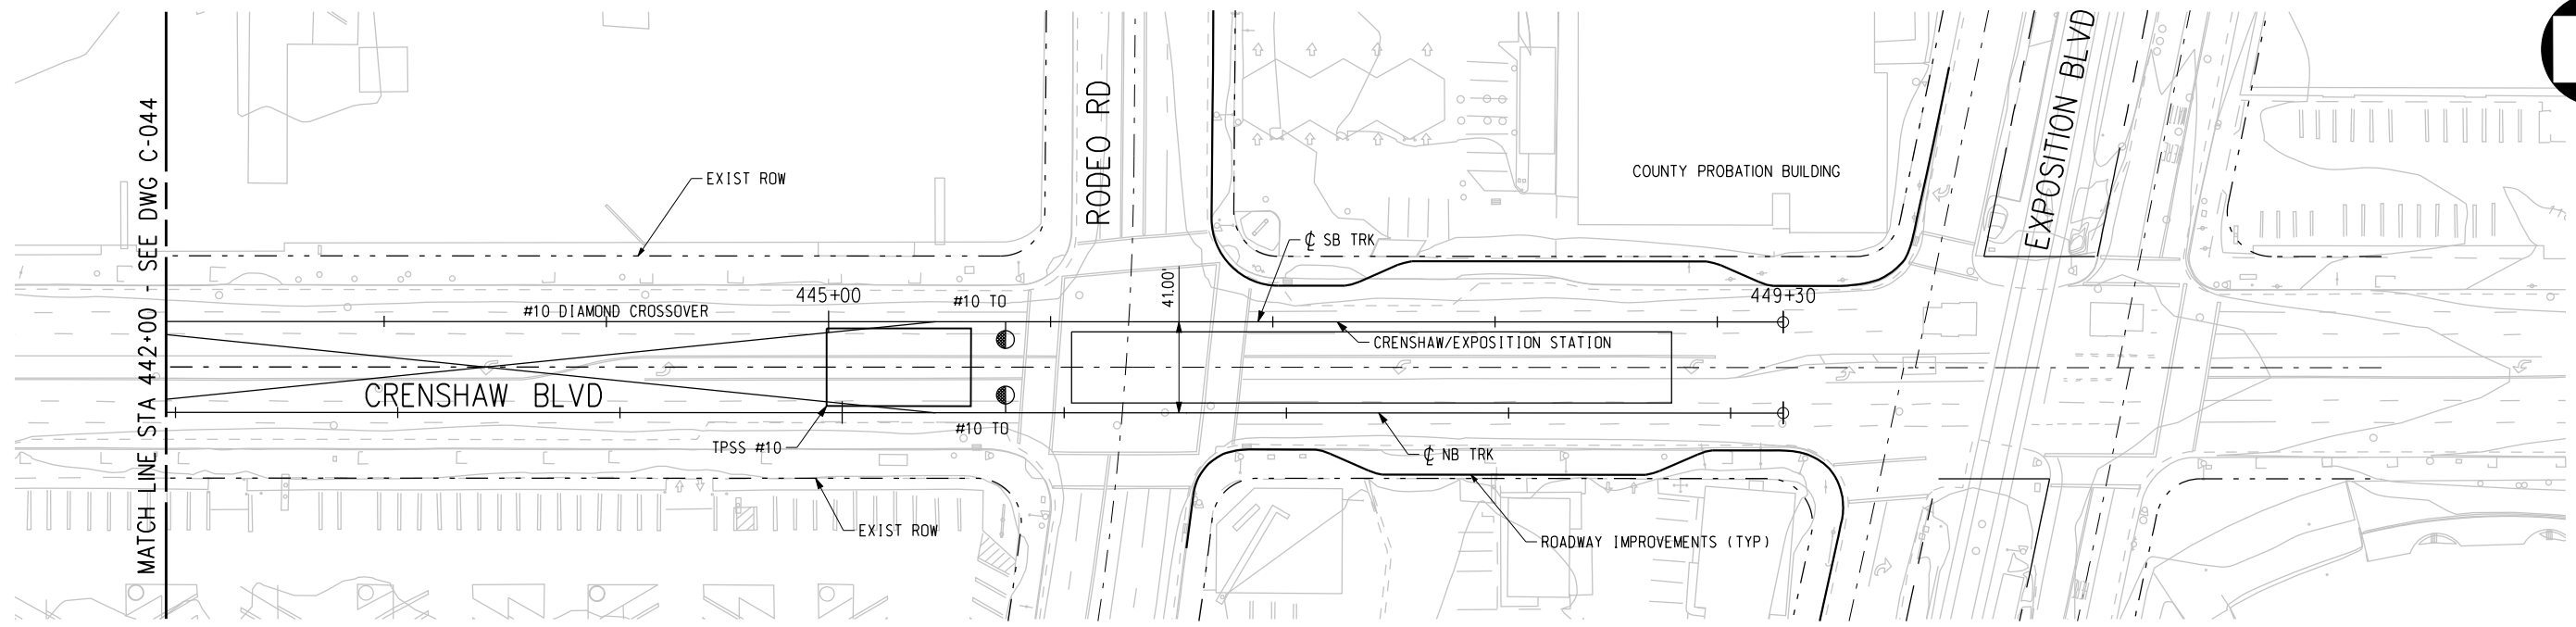 MATCH LINE STA 442+00 - SEE DWG C-044
EXIST ROW
RODEO RD
COUNTY PROBATION BUILDING
EXPOSITION BLVD
℄ SB TRK
41.00'
445+00
#10 TO
449+30
#10 DIAMOND CROSSOVER
CRENSHAW/EXPOSITION STATION
CRENSHAW BLVD
#10 TO
TPSS #10
℄ NB TRK
EXIST ROW
ROADWAY IMPROVEMENTS (TYP)